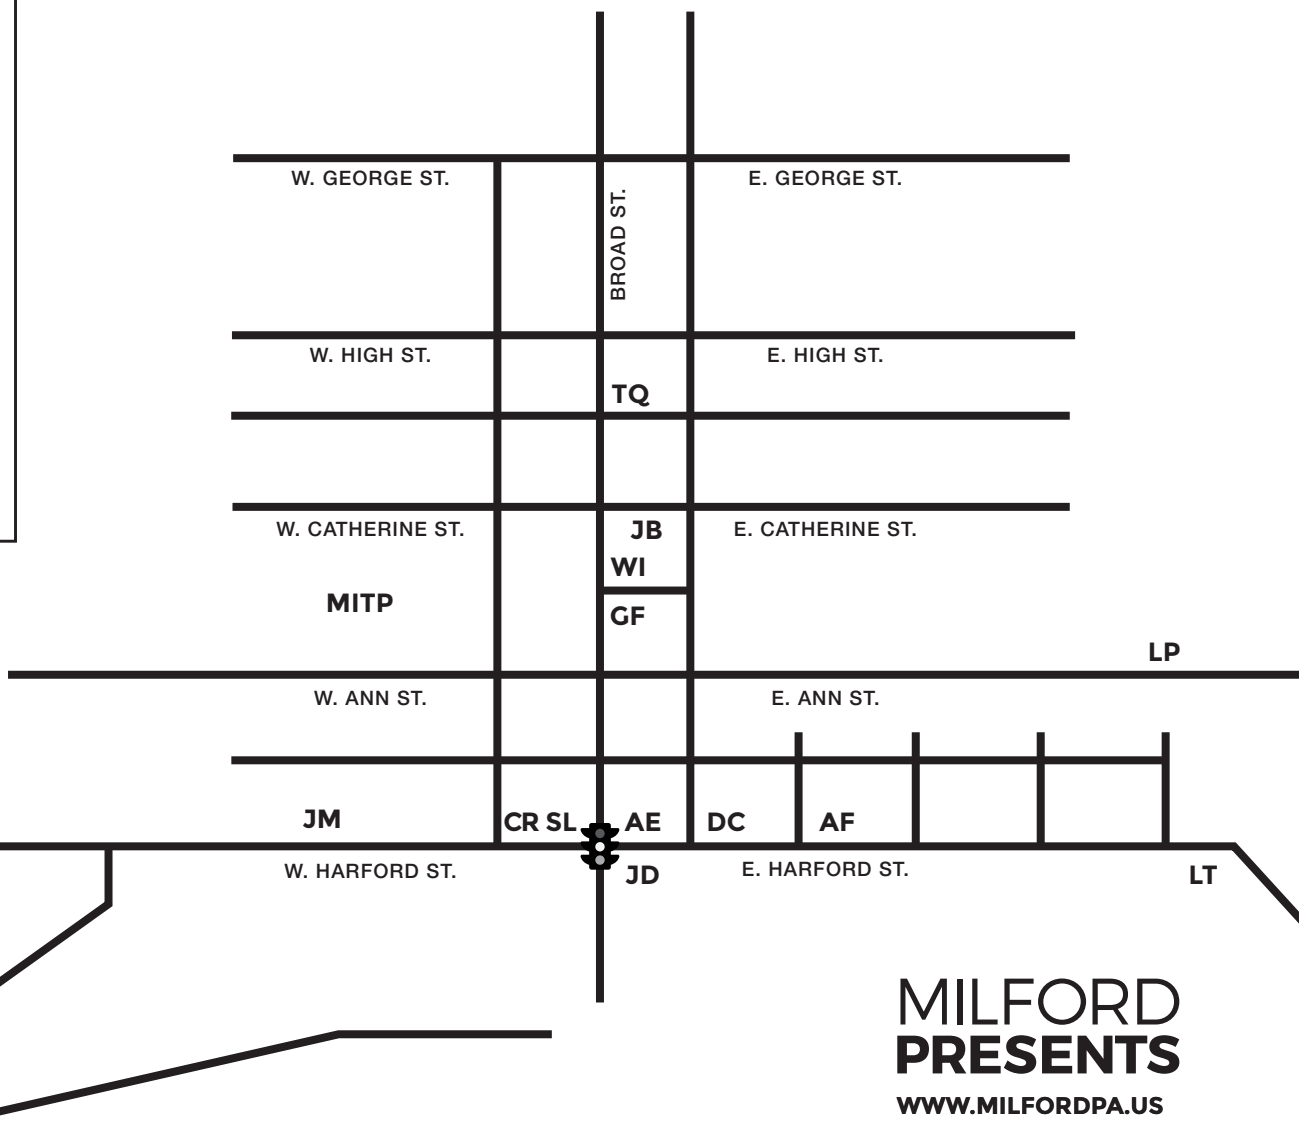 W. GEORGE ST.
E. GEORGE ST.
BROAD ST.
W. HIGH ST.
E. HIGH ST.
TQ
W. CATHERINE ST.
JB
E. CATHERINE ST.
WI
MITP
GF
LP
W. ANN ST.
E. ANN ST.
JM
CR SL
AE
DC
AF
W. HARFORD ST.
JD
E. HARFORD ST.
LT
MILFORD
PRESENTS
WWW.MILFORDPA.US